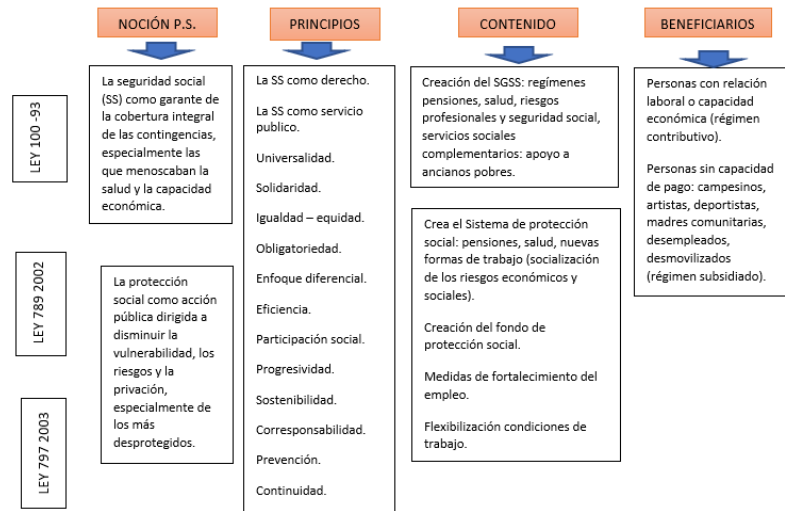 NOCIÓN P.S.
PRINCIPIOS
CONTENIDO
BENEFICIARIOS
LEY 100 -93
LEY 789 2002
LEY 797 2003
La seguridad social
(SS) como garante de
la cobertura integral
de las contingencias,
especialmente las
que menoscaban la
salud y la capacidad
económica.
La protección
social como acción
pública dirigida a
disminuir la
vulnerabilidad, los
riesgos y la
privación,
especialmente de
los más
desprotegidos.
La SS como derecho.
La SS como servicio
publico.
Universalidad.
Solidaridad.
Igualdad – equidad.
Obligatoriedad.
Enfoque diferencial.
Eficiencia.
Participación social.
Progresividad.
Sostenibilidad.
Corresponsabilidad.
Prevención.
Continuidad.
Creación del SGSS: regímenes
pensiones, salud, riesgos
profesionales y seguridad social,
servicios sociales
complementarios: apoyo a
ancianos pobres.
Crea el Sistema de protección
social: pensiones, salud, nuevas
formas de trabajo (socialización
de los riesgos económicos y
sociales).
Creación del fondo de
protección social.
Medidas de fortalecimiento del
empleo.
Flexibilización condiciones de
trabajo.
Personas con relación
laboral o capacidad
económica (régimen
contributivo).
Personas sin capacidad
de pago: campesinos,
artistas, deportistas,
madres comunitarias,
desempleados,
desmovilizados
(régimen subsidiado).